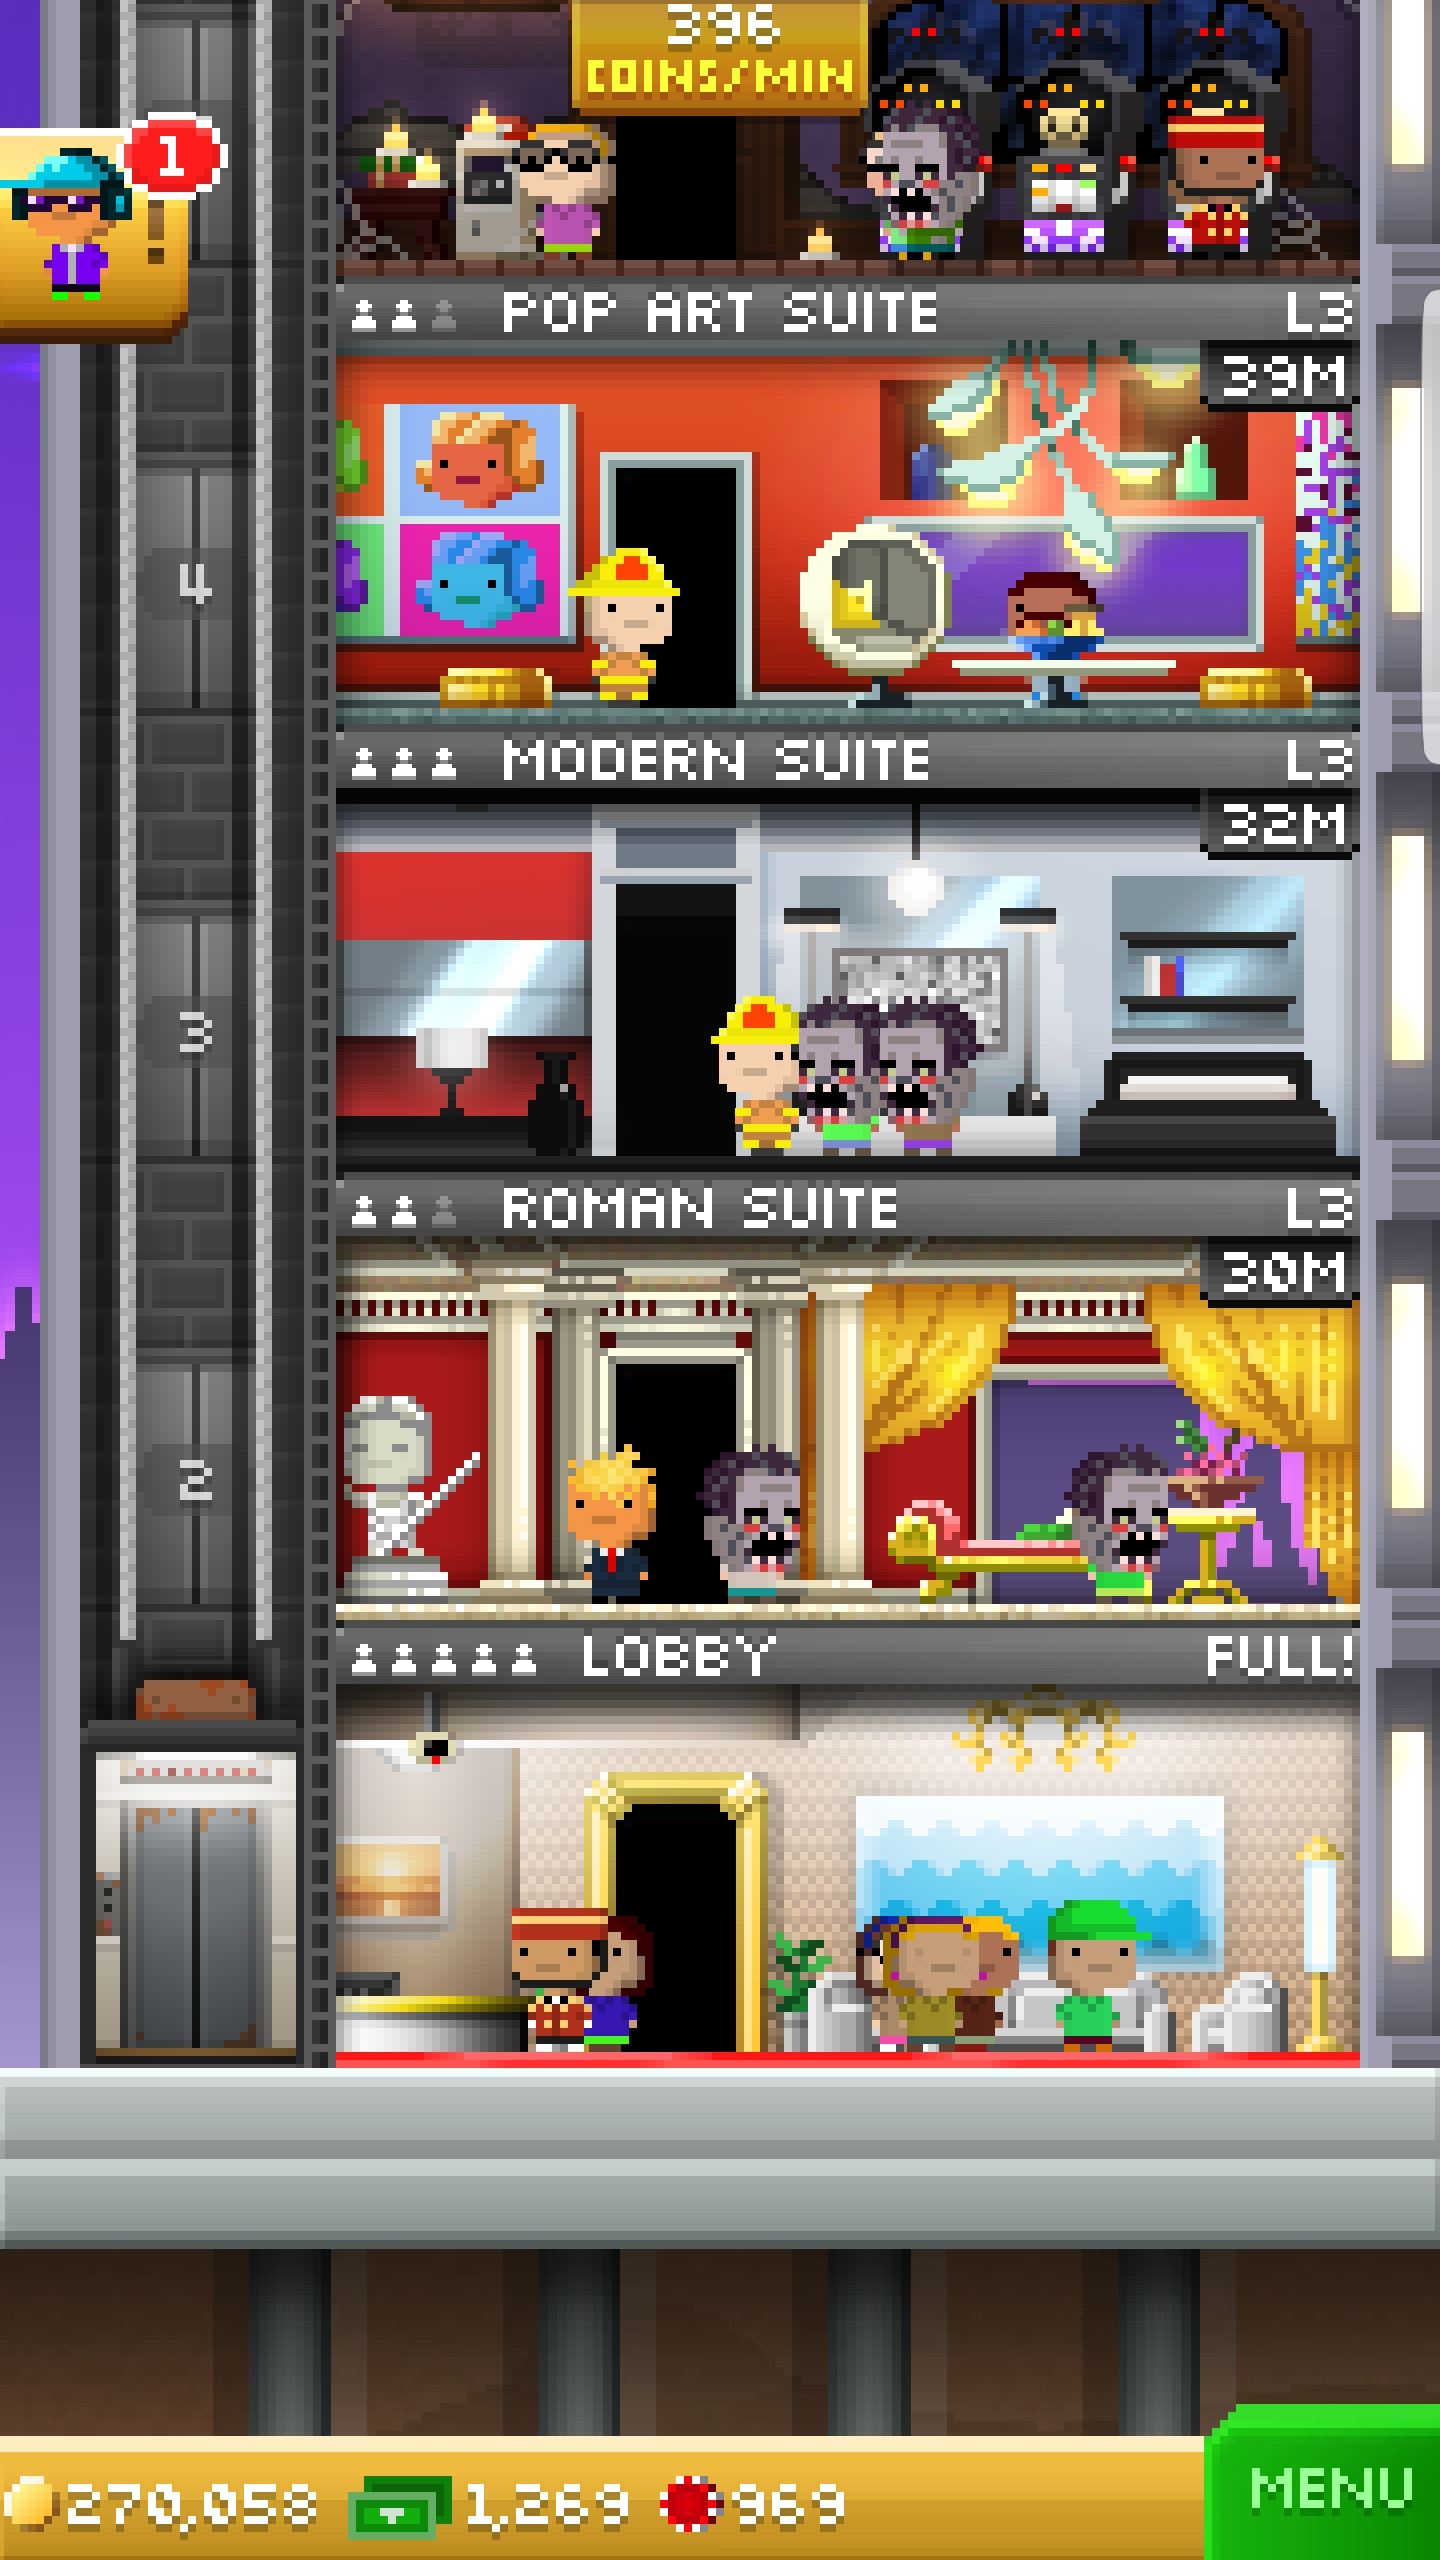 396
COINS/MIN
1
POP ART SUITE L3
39M
4
MODERN SUITE L3
32M
3
ROMAN SUITE L3
30M
2
LOBBY FULL!
270,058 1,269 969
MENU